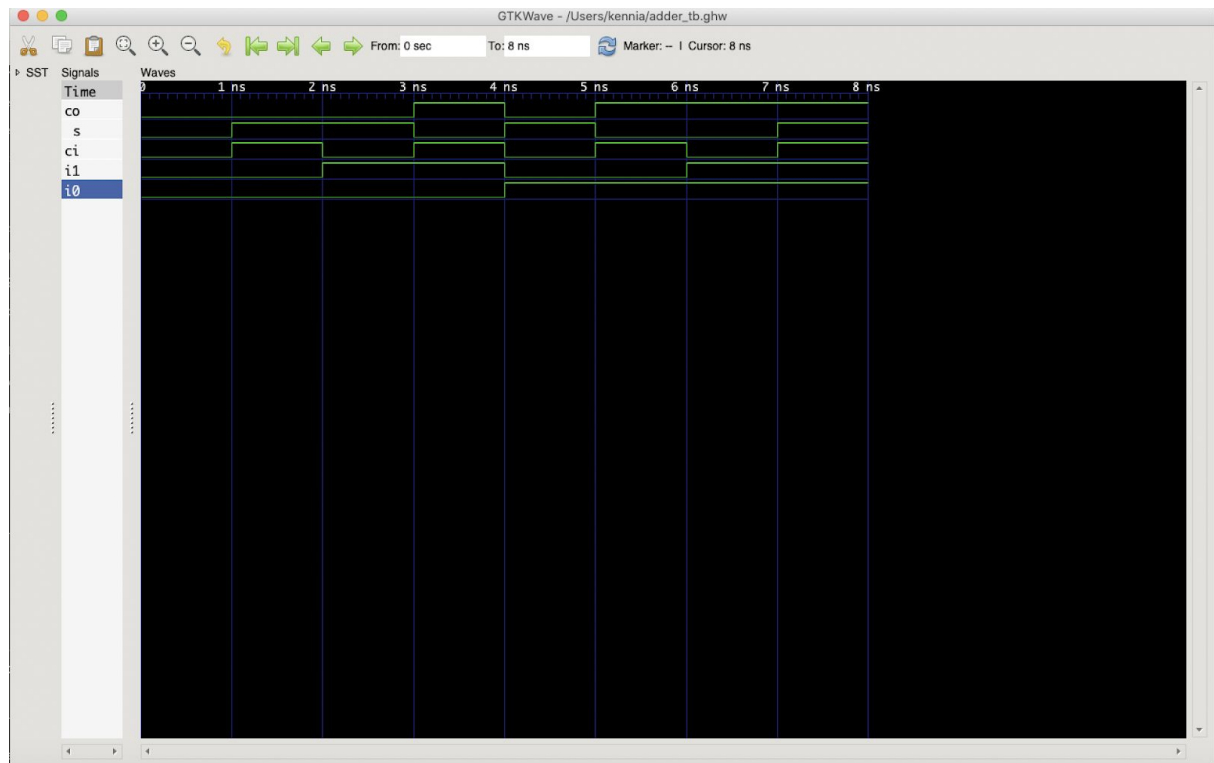 GTKWave - /Users/kennia/adder_tb.ghw
From: 0 sec To: 8 ns Marker: -- | Cursor: 8 ns
SST Signals Waves
Time 0 1 ns 2 ns 3 ns 4 ns 5 ns 6 ns 7 ns 8 ns
co
s
ci
i1
i0